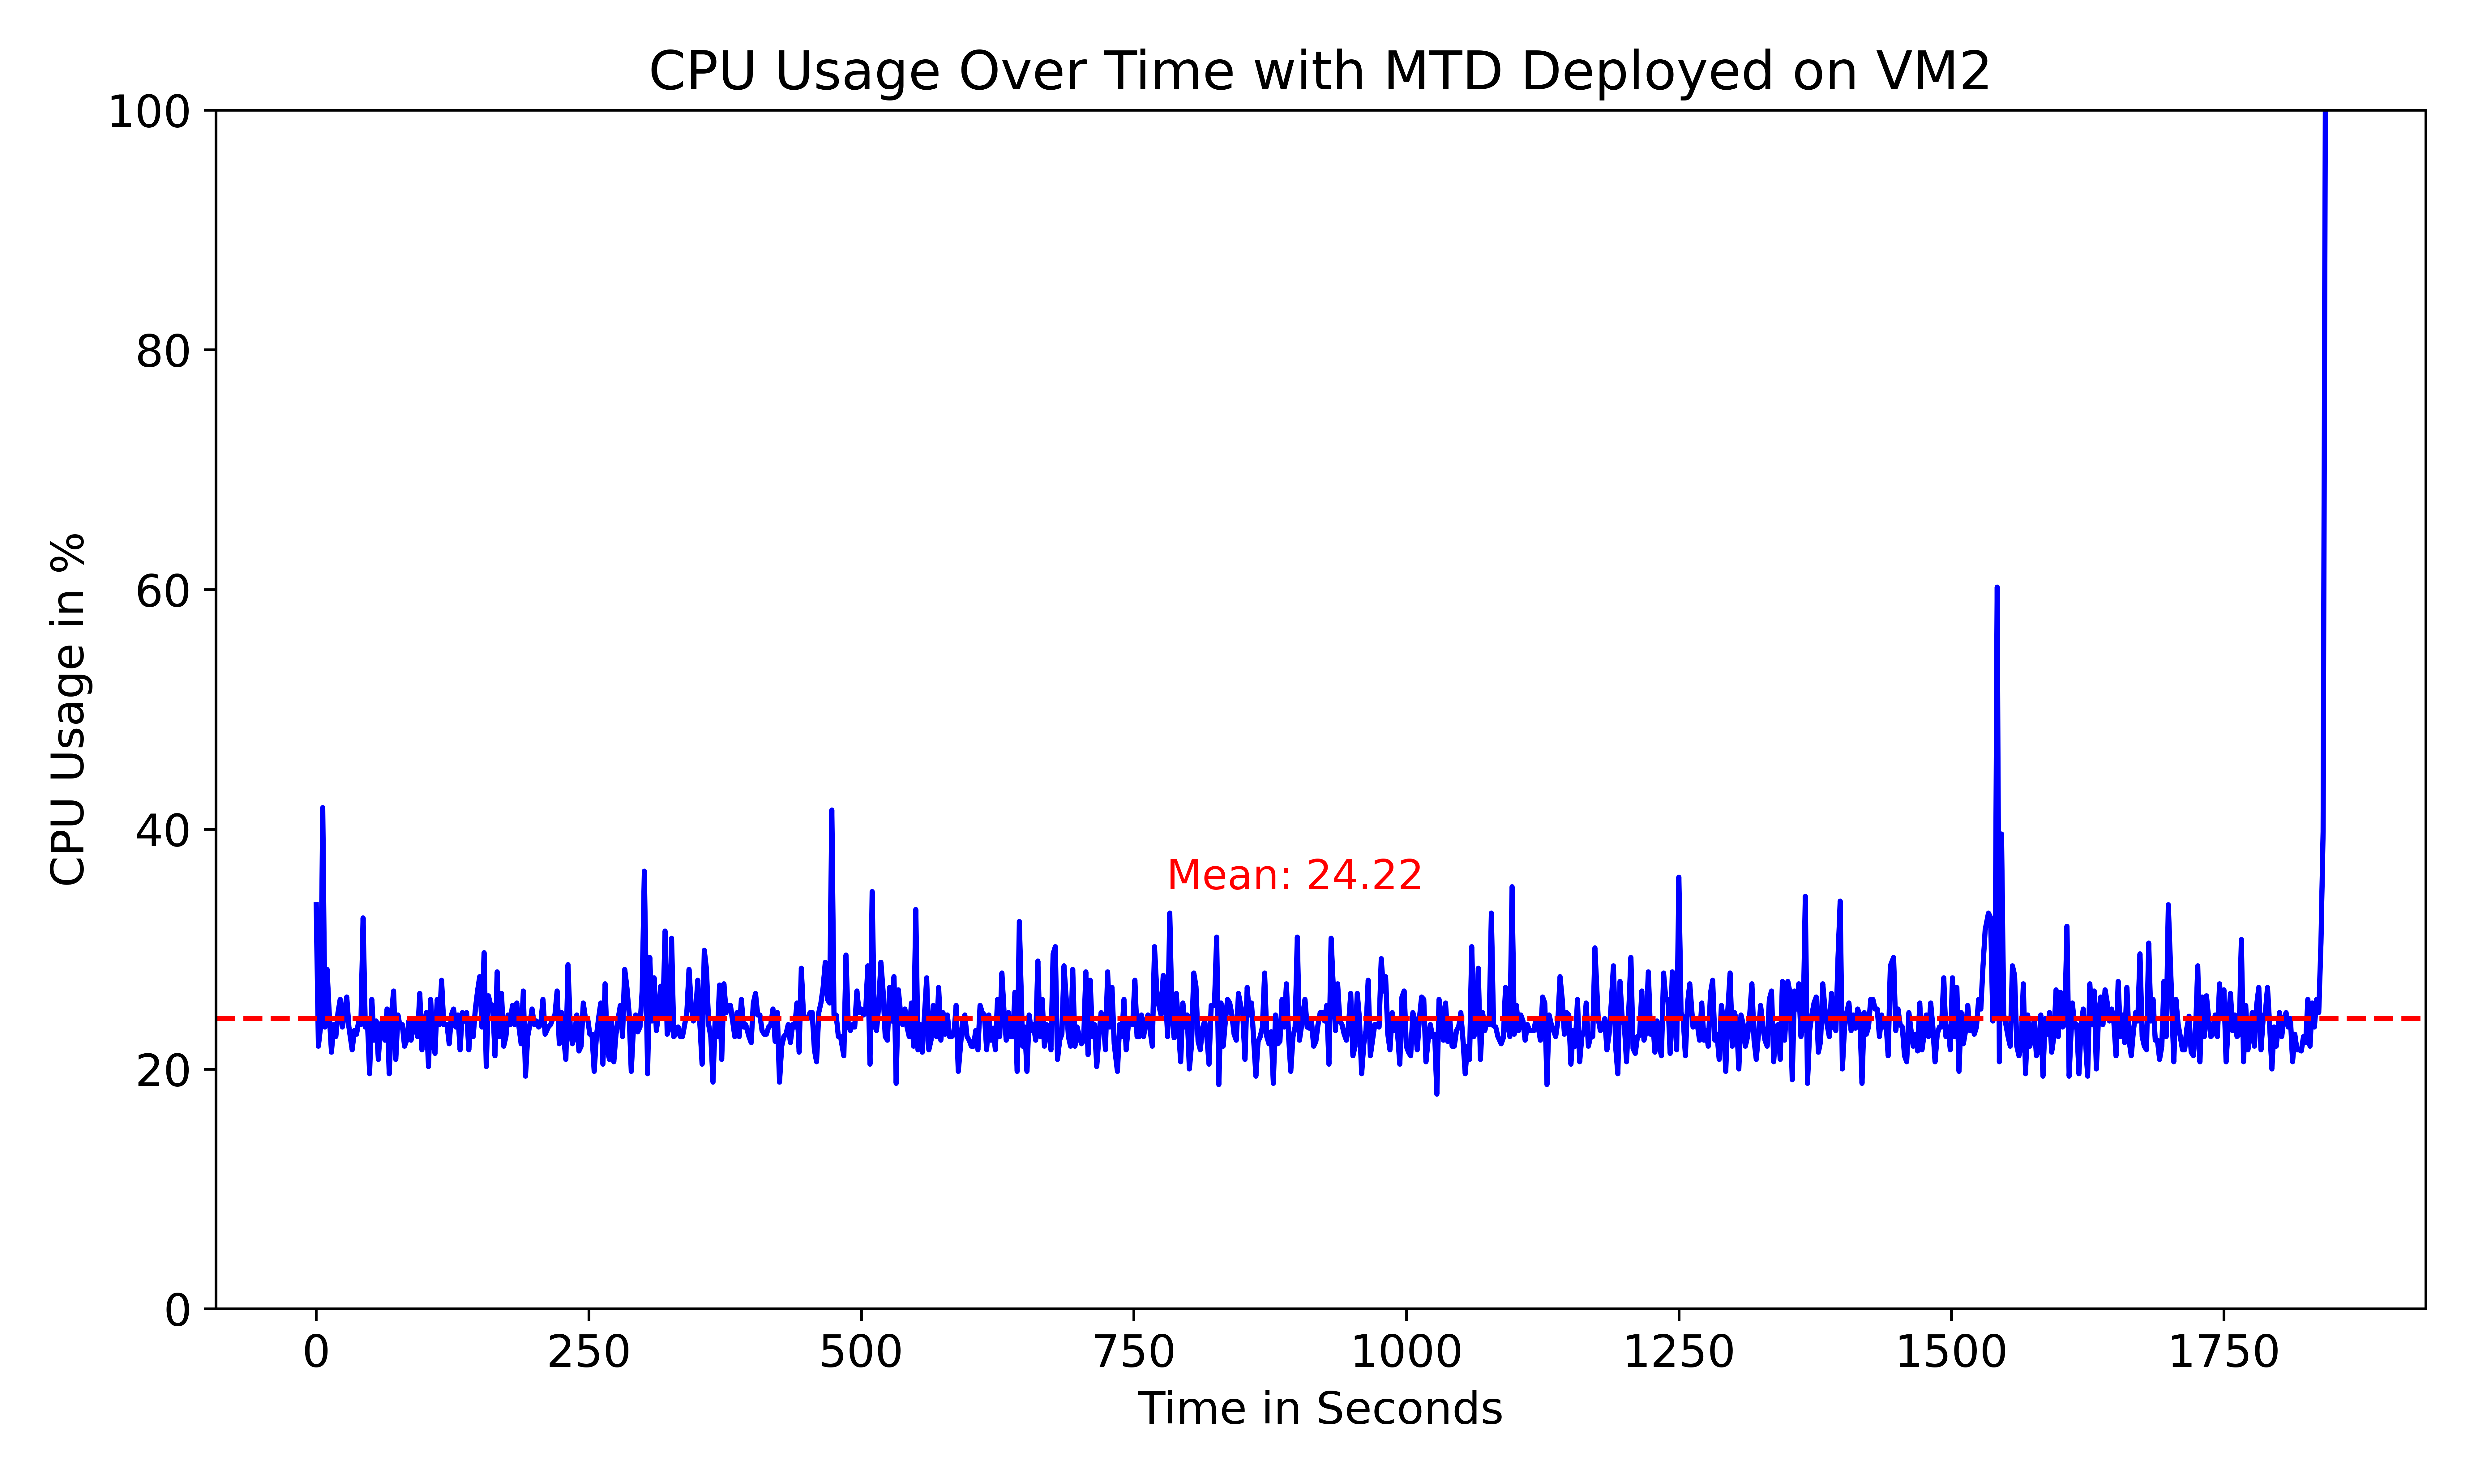 CPU Usage Over Time with MTD Deployed on VM2
100
80
60
40
20
0
CPU Usage in %
Mean: 24.22
0 250 500 750 1000 1250 1500 1750
Time in Seconds